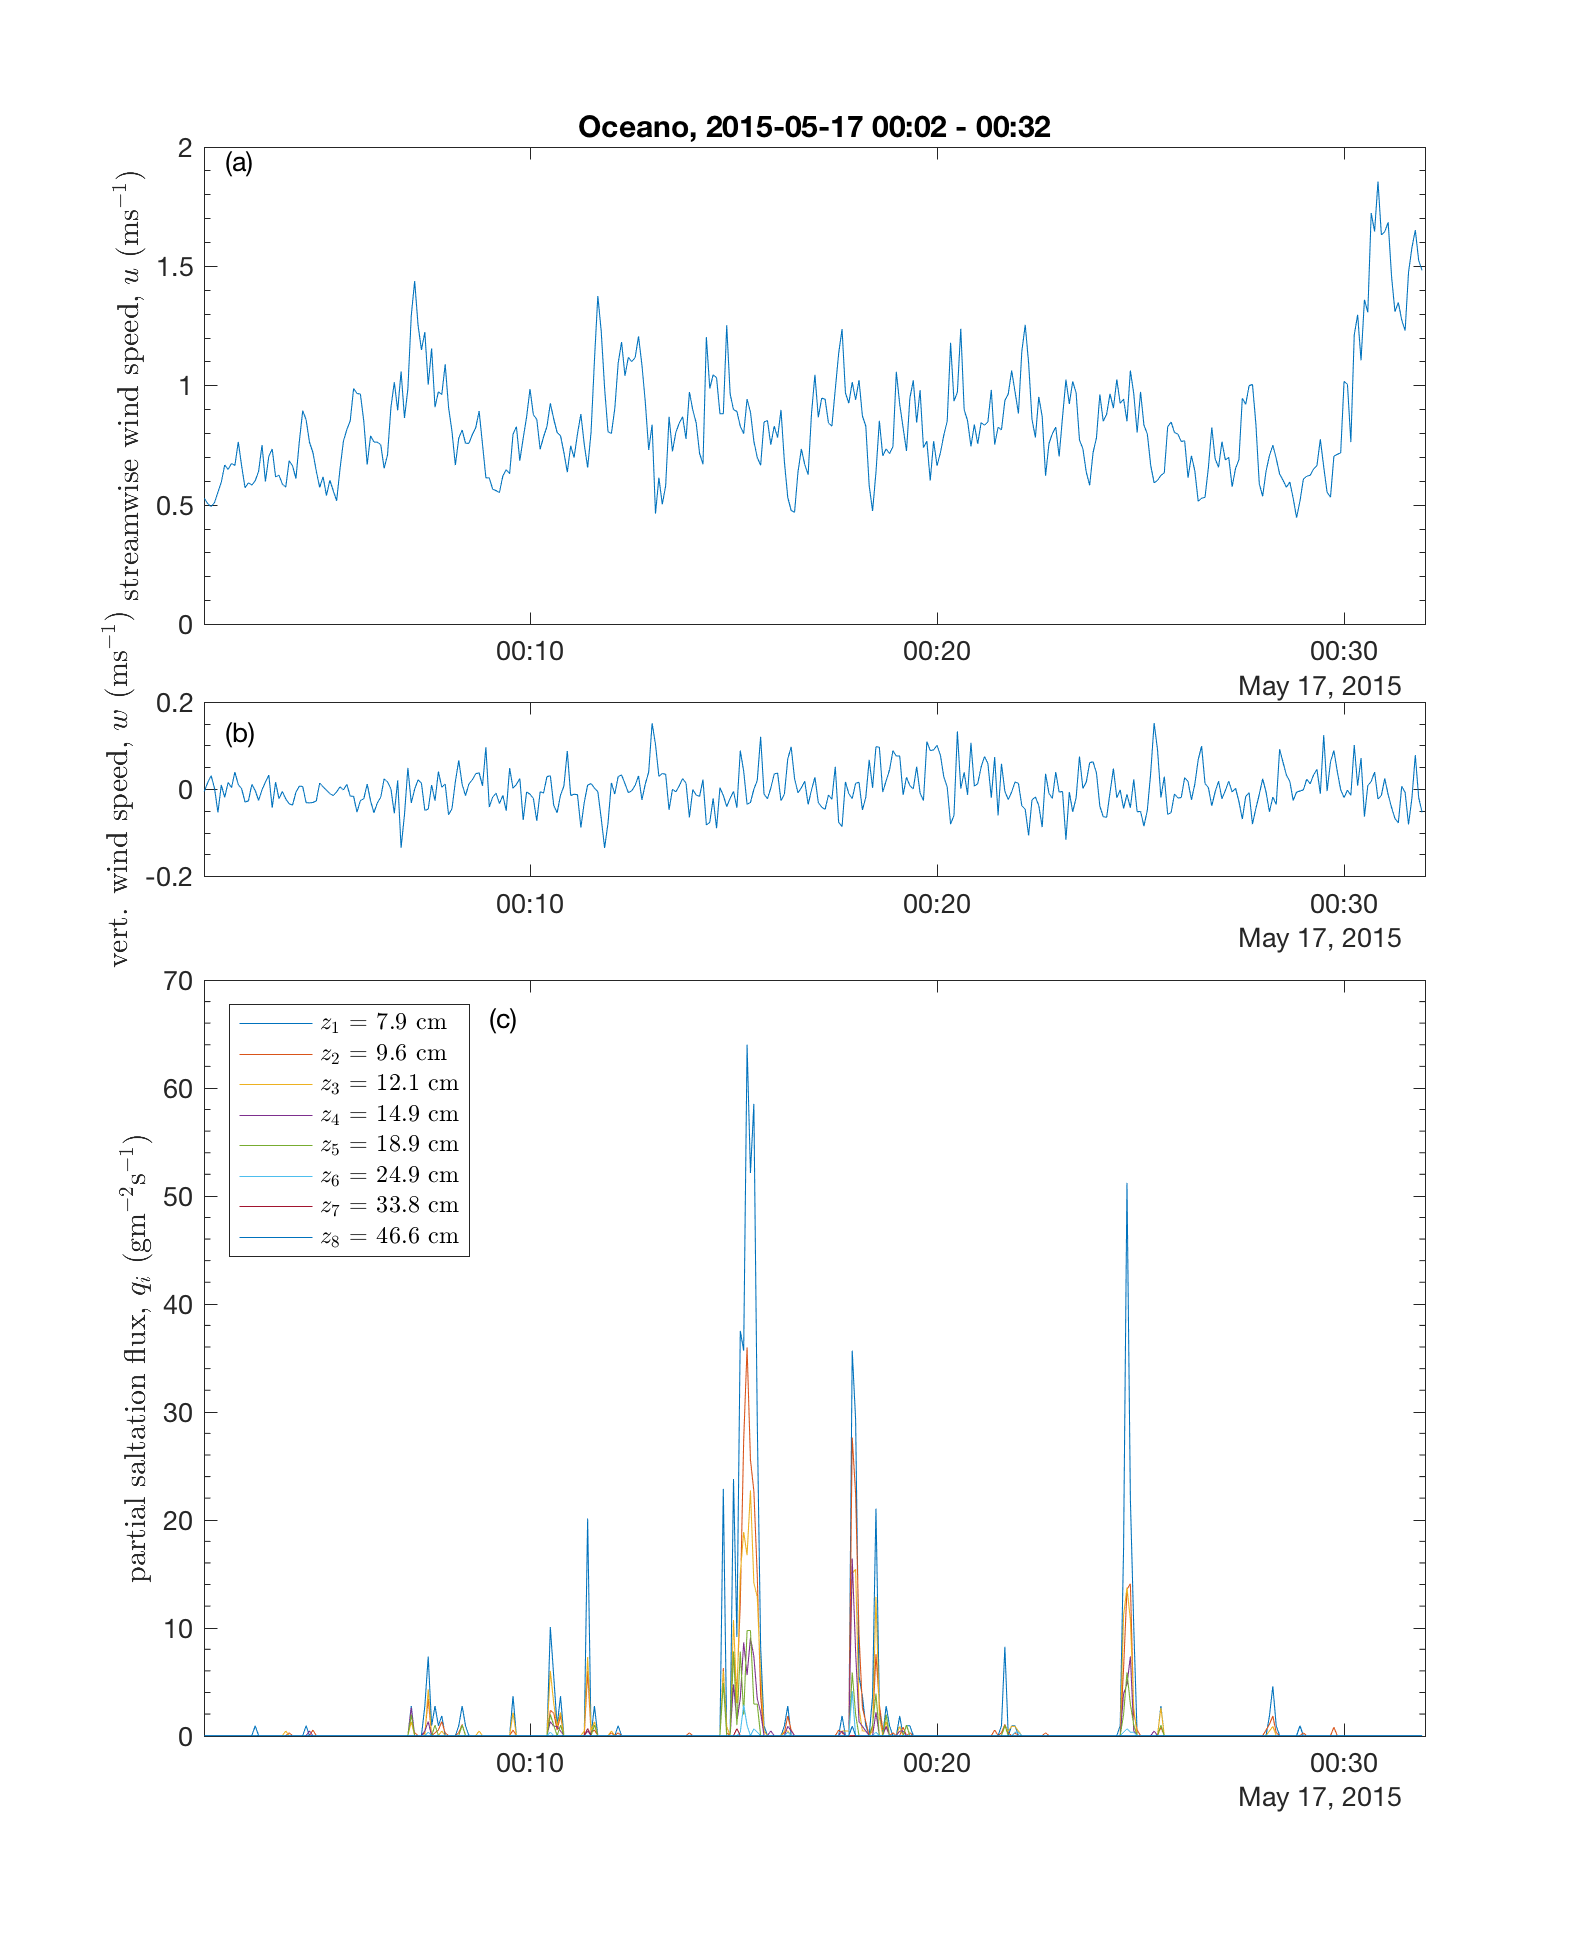 Oceano, 2015-05-17 00:02 - 00:32
(a)
streamwise wind speed, u (ms⁻¹)
2
1.5
1
0.5
0
00:10 00:20 00:30
May 17, 2015
(b)
vert. wind speed, w (ms⁻¹)
0.2
0
-0.2
00:10 00:20 00:30
May 17, 2015
(c)
partial saltation flux, qᵢ (gm⁻²s⁻¹)
70
60
50
40
30
20
10
0
z₁ = 7.9 cm
z₂ = 9.6 cm
z₃ = 12.1 cm
z₄ = 14.9 cm
z₅ = 18.9 cm
z₆ = 24.9 cm
z₇ = 33.8 cm
z₈ = 46.6 cm
00:10 00:20 00:30
May 17, 2015